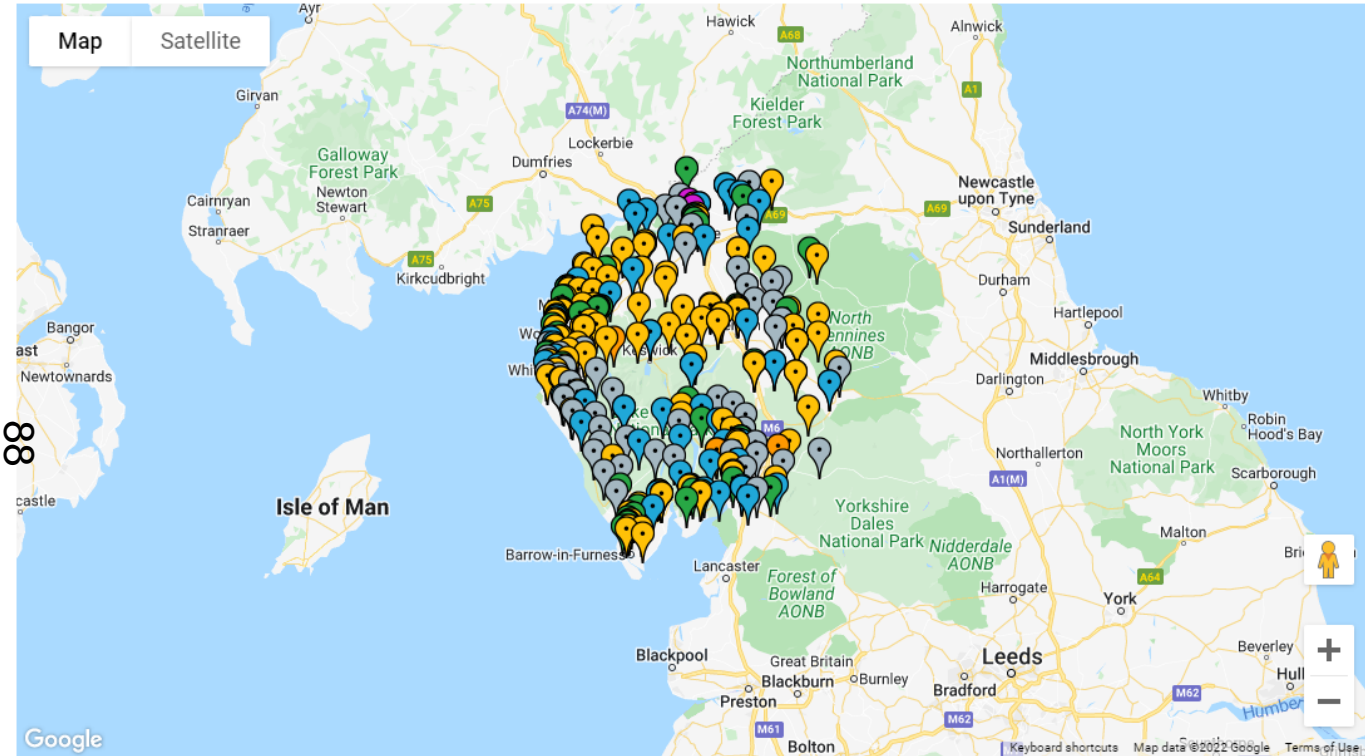 Ayr
Hawick
Alnwick
Map
Satellite
A68
Northumberland
National Park
A1
Girvan
Kielder
Forest Park
A74(M)
Lockerbie
Galloway
Forest Park
Dumfries
Newton
Stewart
Cairnryan
Stranraer
A75
A69
A69
Newcastle
upon Tyne
Sunderland
A75
Kirkcudbright
Durham
Hartlepool
Bangor
North
ennines
AONB
Keswick
Middlesbrough
Darlington
ast
Newtownards
Whitby
Robin
Hood's Bay
88
M6
North York
Moors
National Park
Northallerton
A1(M)
Scarborough
castle
Isle of Man
Yorkshire
Dales
National Park
Nidderdale
AONB
Malton
Barrow-in-Furness
Lancaster
Forest of
Bowland
AONB
A64
Harrogate
York
Blackpool
Great Britain
Blackburn
Burnley
Leeds
Bradford
Beverley
Hull
Preston
M62
M62
M61
Humber
Bolton
Google
Keyboard shortcuts
Map data ©2022 Google
Terms of Use